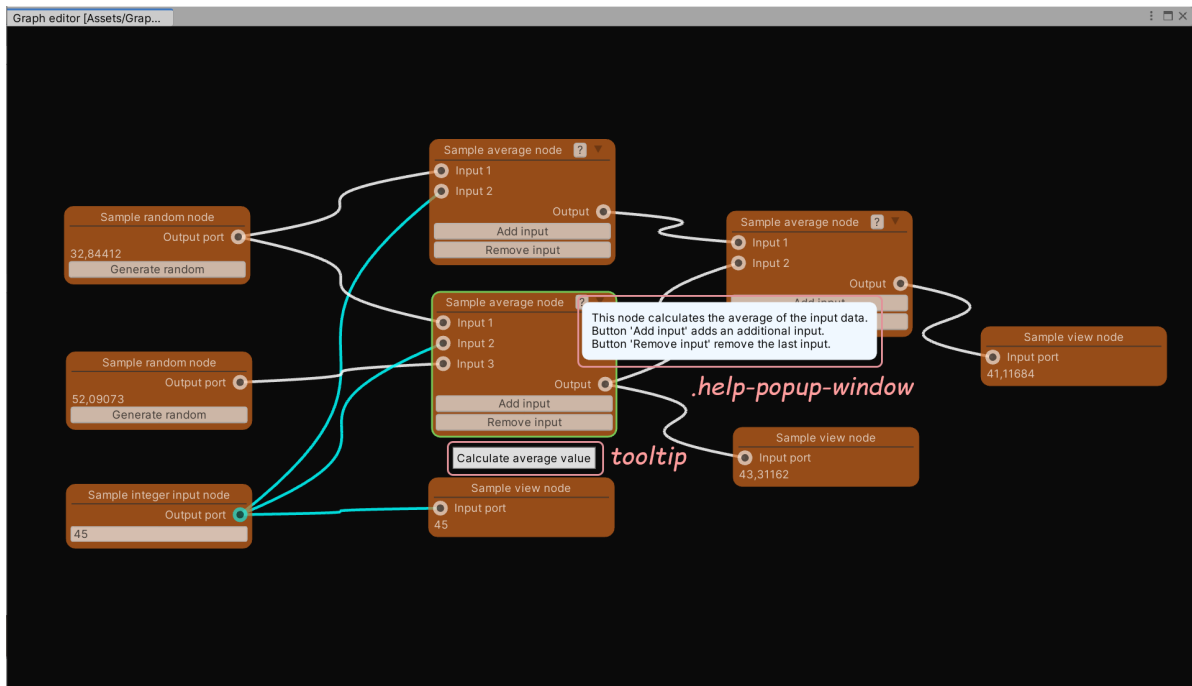 Graph editor [Assets/Grap...
Sample average node ?
Input 1
Input 2
Output
Add input
Remove input
Sample random node
Output port
32,84412
Generate random
Sample average node ?
Input 1
Input 2
Output
Add input
Sample average node ?
Input 1
Input 2
Input 3
Output
Add input
Remove input
This node calculates the average of the input data.
Button 'Add input' adds an additional input.
Button 'Remove input' remove the last input.
.help-popup-window
Sample view node
Input port
41,11684
Sample random node
Output port
52,09073
Generate random
Calculate average value
tooltip
Sample view node
Input port
43,31162
Sample integer input node
Output port
45
Sample view node
Input port
45